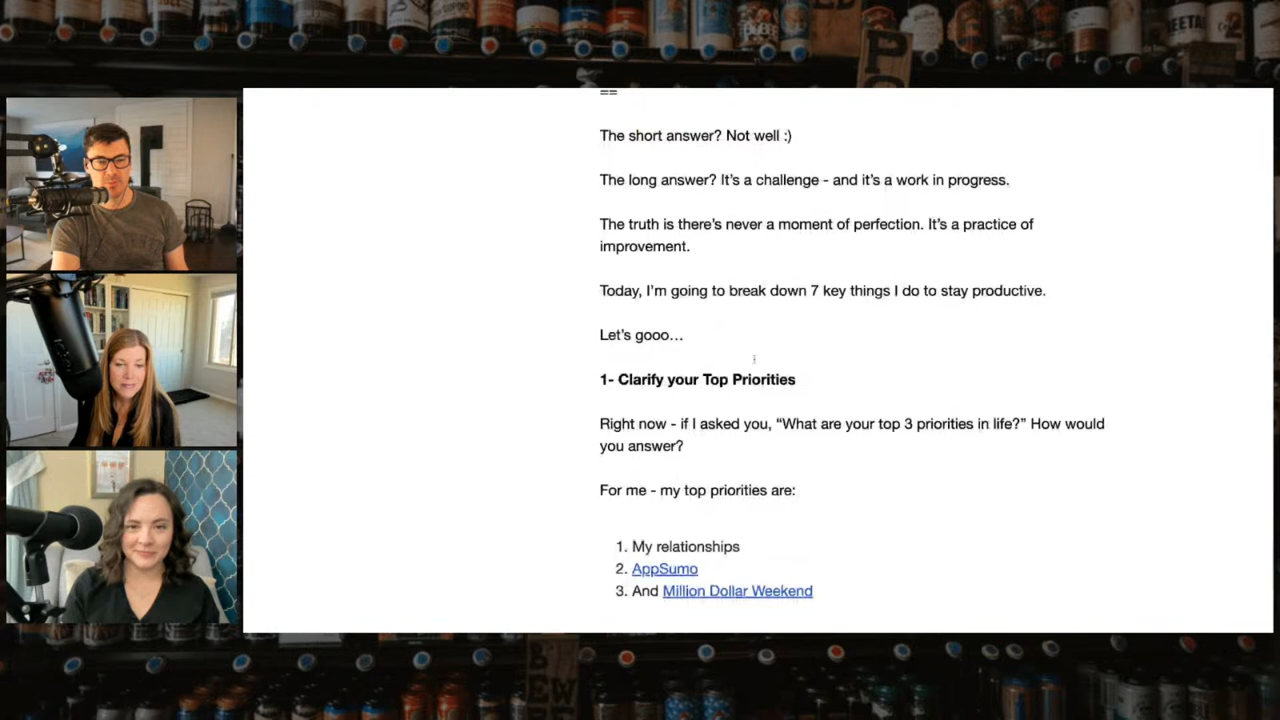 ==
The short answer? Not well :)
The long answer? It’s a challenge - and it’s a work in progress.
The truth is there’s never a moment of perfection. It’s a practice of
improvement.
Today, I’m going to break down 7 key things I do to stay productive.
Let’s gooo…
1- Clarify your Top Priorities
Right now - if I asked you, “What are your top 3 priorities in life?” How would
you answer?
For me - my top priorities are:
1. My relationships
2. AppSumo
3. And Million Dollar Weekend